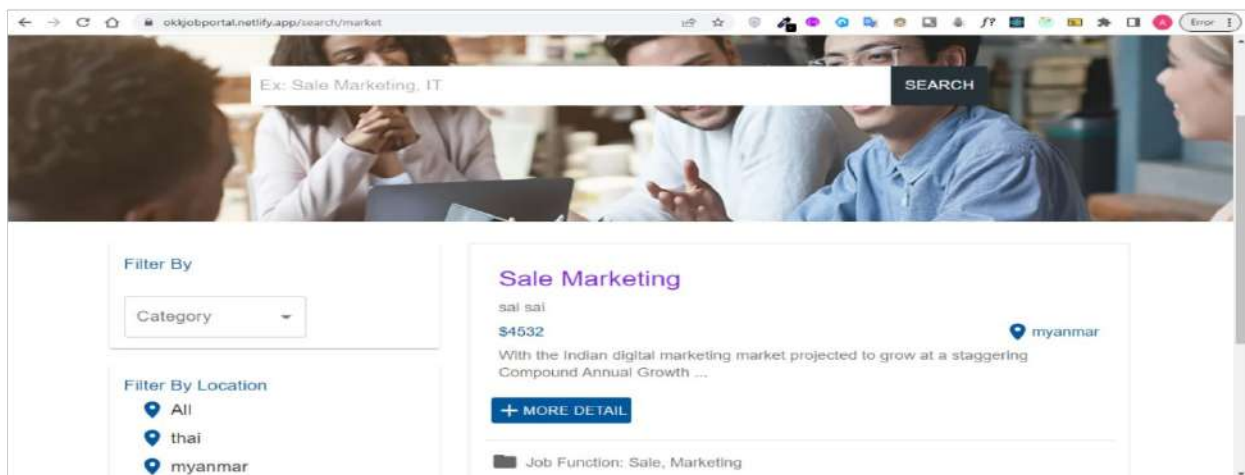 okkjobportal.netlify.app/search/market
Error
Ex: Sale Marketing, IT
SEARCH
Filter By
Category
Filter By Location
All
thai
myanmar
Sale Marketing
sai sai
$4532
myanmar
With the Indian digital marketing market projected to grow at a staggering
Compound Annual Growth ...
+ MORE DETAIL
Job Function: Sale, Marketing